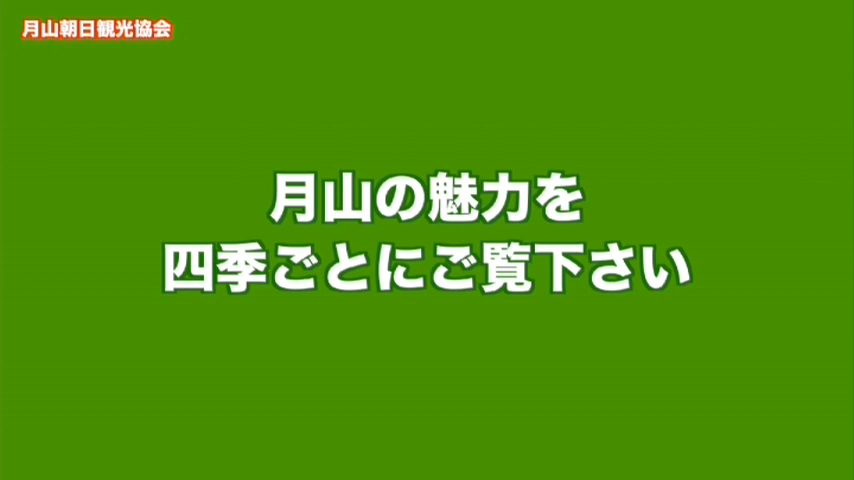 月山朝日観光協会
月山の魅力を
四季ごとにご覧下さい